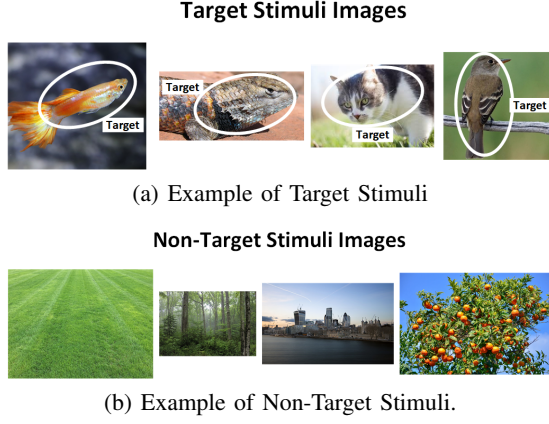 Target Stimuli Images
Target
Target
Target
Target
(a) Example of Target Stimuli
Non-Target Stimuli Images
(b) Example of Non-Target Stimuli.